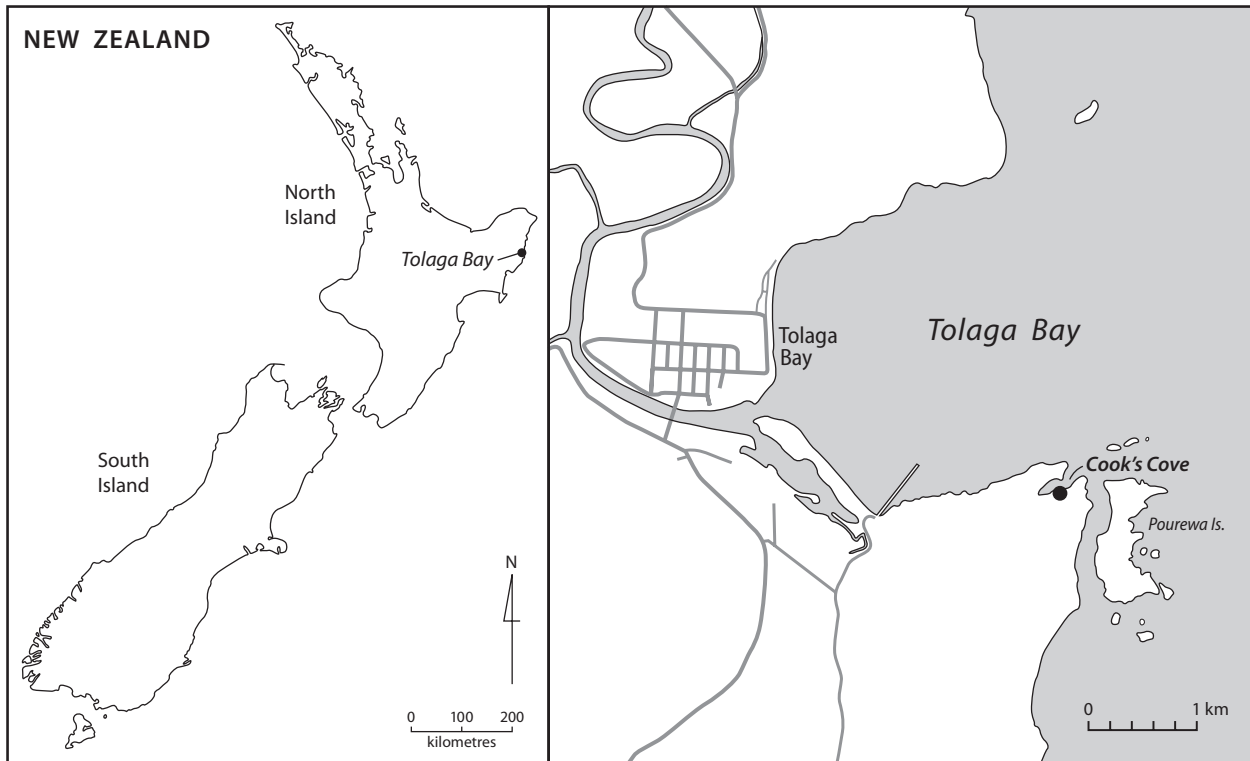 NEW ZEALAND
North
Island
Tolaga Bay
South
Island
N
0 100 200
kilometres
Tolaga
Bay
Tolaga Bay
Cook's Cove
Pourewa Is.
0 1 km